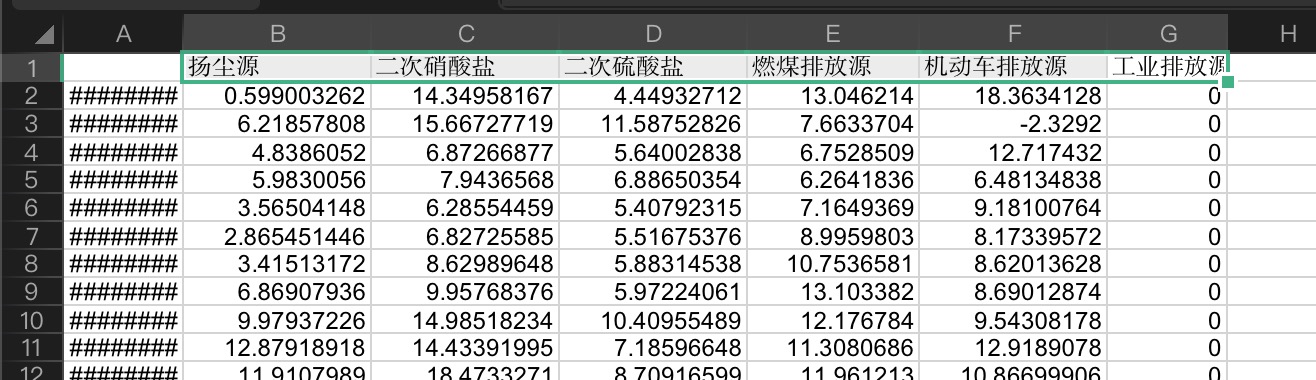 A B C D E F G H
1 扬尘源 二次硝酸盐 二次硫酸盐 燃煤排放源 机动车排放源 工业排放源
2 ######## 0.599003262 14.34958167 4.44932712 13.046214 18.3634128 0
3 ######## 6.21857808 15.66727719 11.58752826 7.6633704 -2.3292 0
4 ######## 4.8386052 6.87266877 5.64002838 6.7528509 12.717432 0
5 ######## 5.9830056 7.9436568 6.88650354 6.2641836 6.48134838 0
6 ######## 3.56504148 6.28554459 5.40792315 7.1649369 9.18100764 0
7 ######## 2.865451446 6.82725585 5.51675376 8.9959803 8.17339572 0
8 ######## 3.41513172 8.62989648 5.88314538 10.7536581 8.62013628 0
9 ######## 6.86907936 9.95768376 5.97224061 13.103382 8.69012874 0
10 ######## 9.97937226 14.98518234 10.40955489 12.176784 9.54308178 0
11 ######## 12.87918918 14.43391995 7.18596648 11.3080686 12.9189078 0
12 ######## 11.9107989 18.4733271 8.70916599 11.961213 10.86699906 0